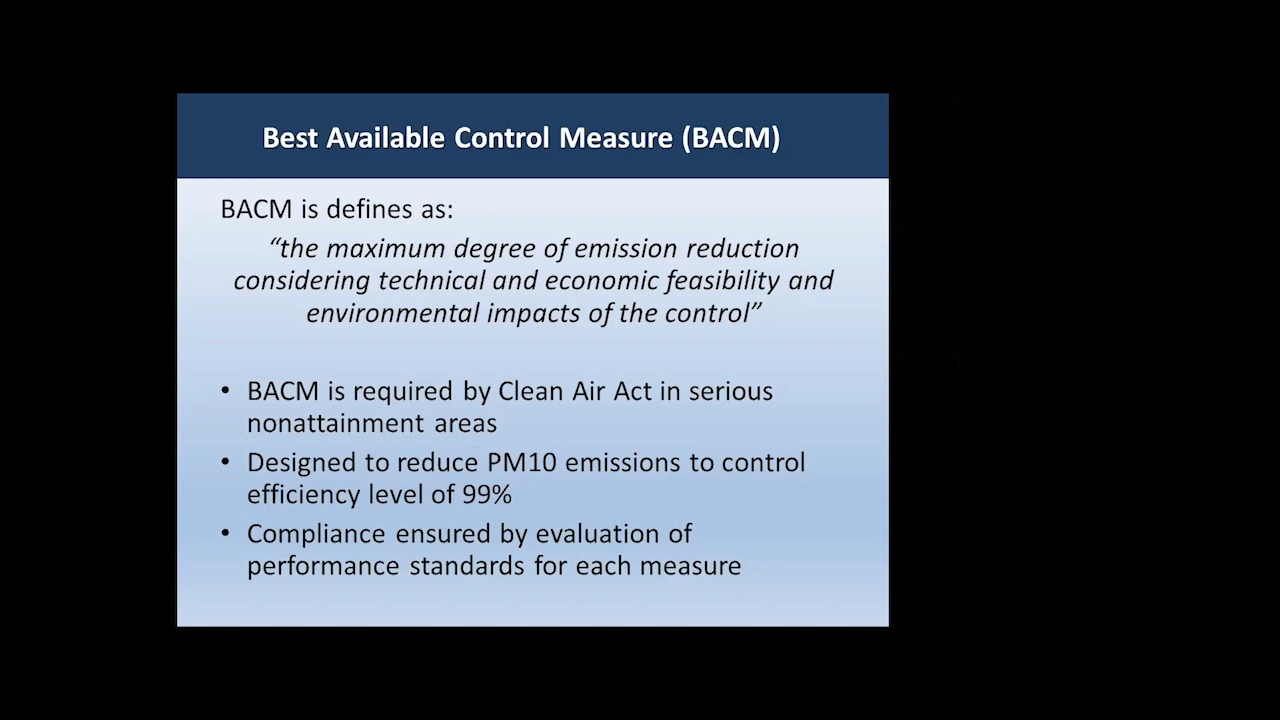 Best Available Control Measure (BACM)
BACM is defines as:
“the maximum degree of emission reduction
considering technical and economic feasibility and
environmental impacts of the control”
• BACM is required by Clean Air Act in serious
nonattainment areas
• Designed to reduce PM10 emissions to control
efficiency level of 99%
• Compliance ensured by evaluation of
performance standards for each measure